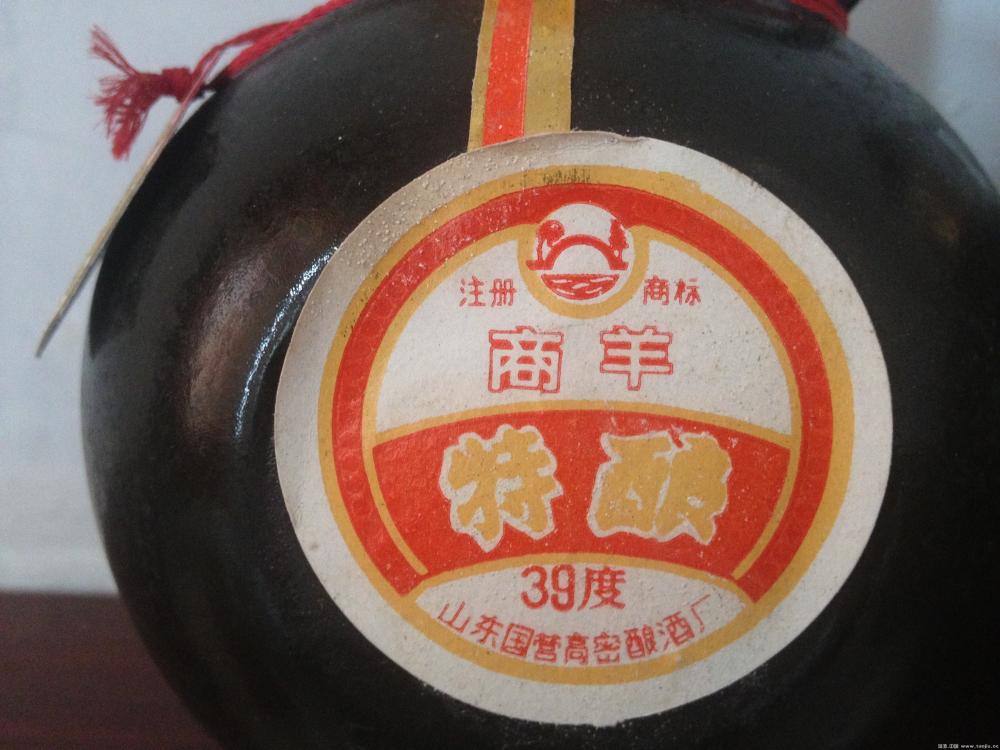 注册 商标
商羊
特酿
39度
山东国营高密酿酒厂